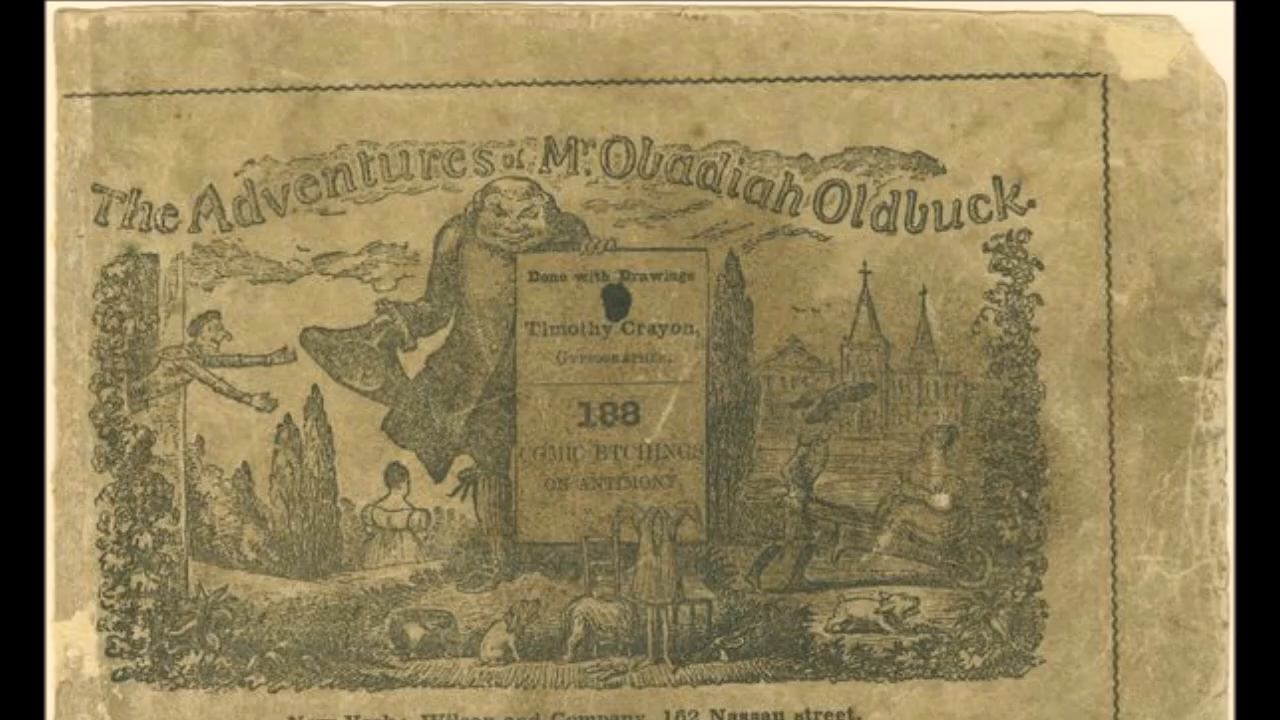 The Adventures of Mr. Obadiah Oldbuck.
Done with Drawings
Timothy Crayon,
188
COMIC ETCHINGS
ON ANTIMONY.
New York: Wilson and Company, 162 Nassau street,